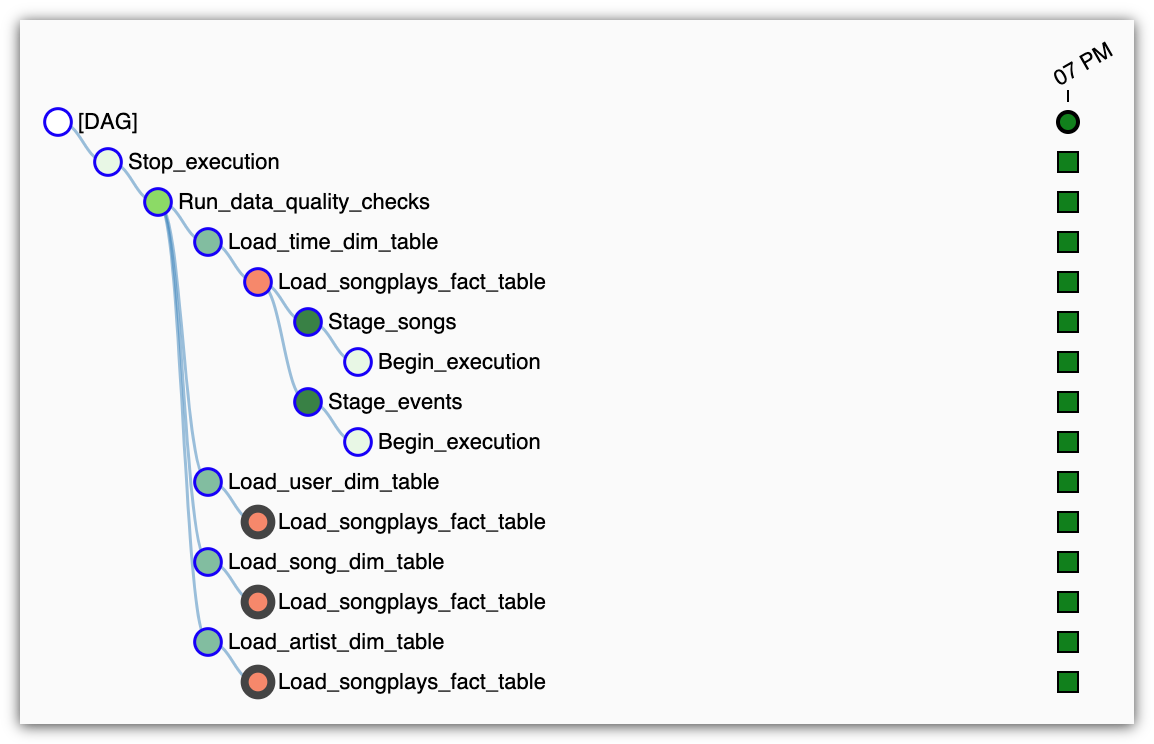 07 PM
[DAG]
Stop_execution
Run_data_quality_checks
Load_time_dim_table
Load_songplays_fact_table
Stage_songs
Begin_execution
Stage_events
Begin_execution
Load_user_dim_table
Load_songplays_fact_table
Load_song_dim_table
Load_songplays_fact_table
Load_artist_dim_table
Load_songplays_fact_table